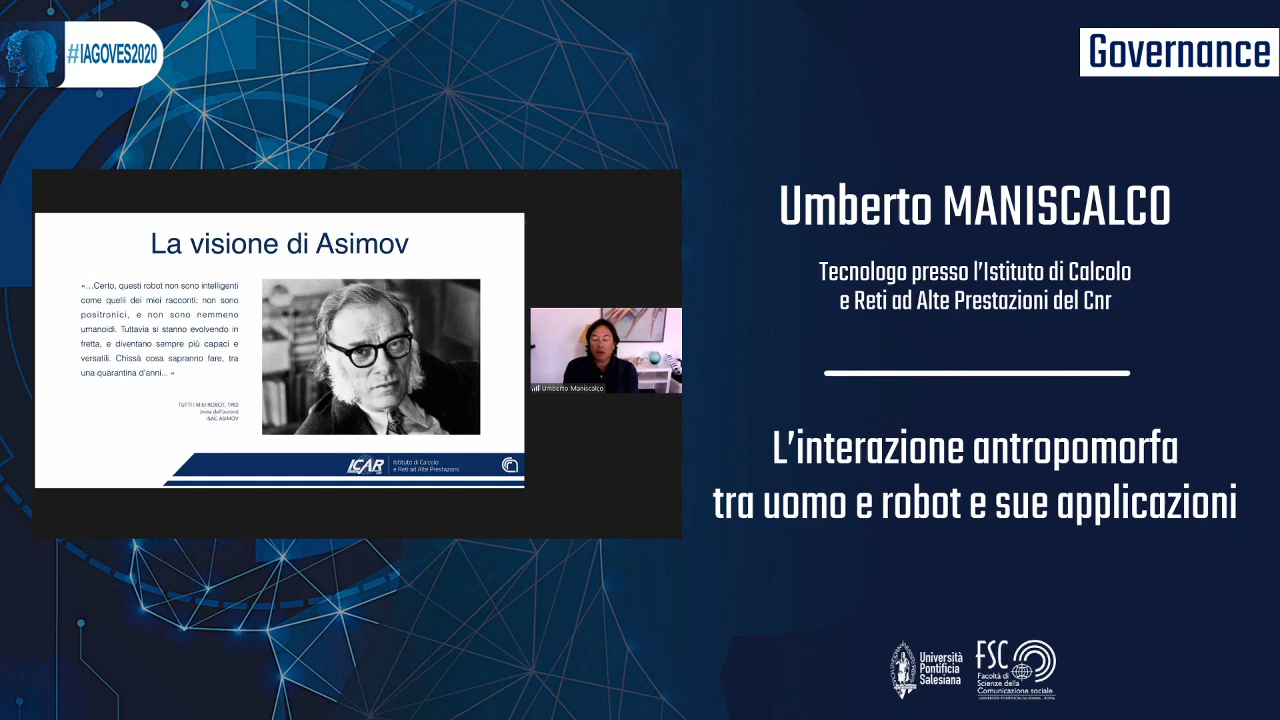 #IAGOVES2020
Governance
Umberto MANISCALCO
Tecnologo presso l'Istituto di Calcolo
e Reti ad Alte Prestazioni del Cnr
L'interazione antropomorfa
tra uomo e robot e sue applicazioni
La visione di Asimov
«...Certo, questi robot non sono intelligenti
come quelli dei miei racconti: non sono
positronici, e non sono nemmeno
umanoidi. Tuttavia si stanno evolvendo in
fretta, e diventano sempre più capaci e
versatili. Chissà cosa sapranno fare, tra
una quarantina d'anni... »
TUTTI I MIEI ROBOT, 1982
(nota dell'autore)
ISAC ASIMOV
ICAR
Istituto di Calcolo
e Reti ad Alte Prestazioni
Umberto Maniscalco
Università
Pontificia
Salesiana
FSC
Facoltà di
Scienze della
Comunicazione sociale